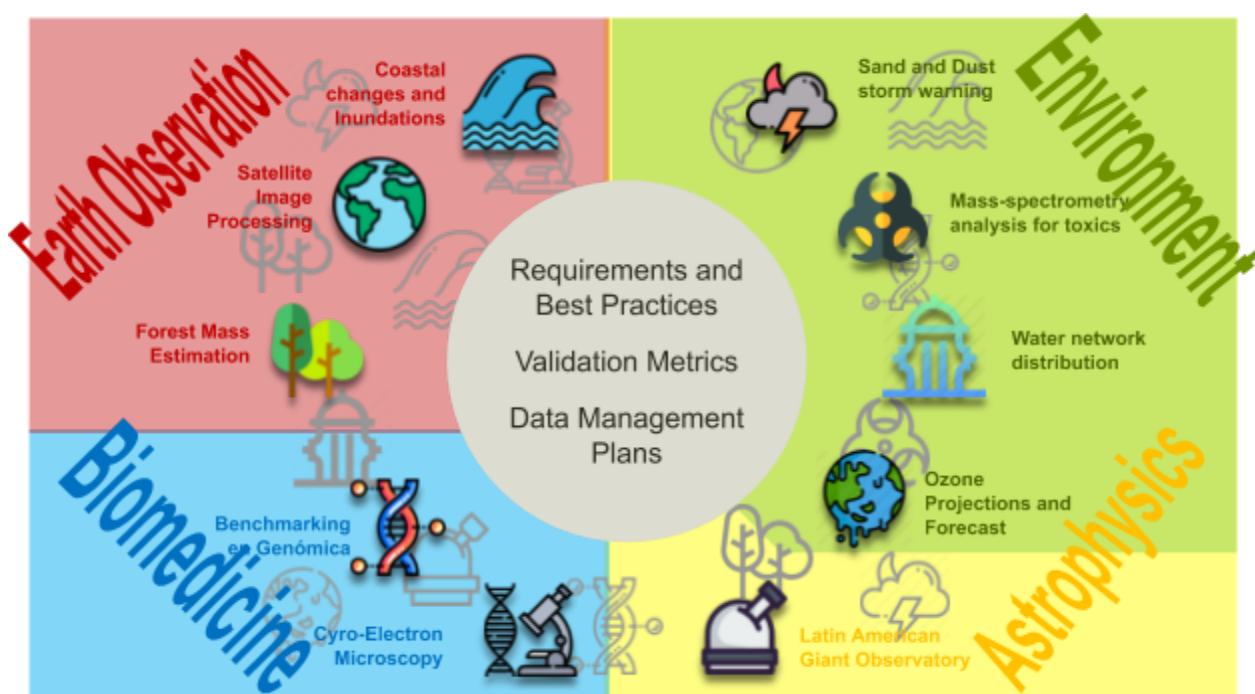 Earth Observation
Coastal
changes and
Inundations
Satellite
Image
Processing
Forest Mass
Estimation
Environment
Sand and Dust
storm warning
Mass-spectrometry
analysis for toxics
Water network
distribution
Ozone
Projections and
Forecast
Requirements and
Best Practices
Validation Metrics
Data Management
Plans
Biomedicine
Benchmarking
en Genómica
Cyro-Electron
Microscopy
Astrophysics
Latin American
Giant Observatory